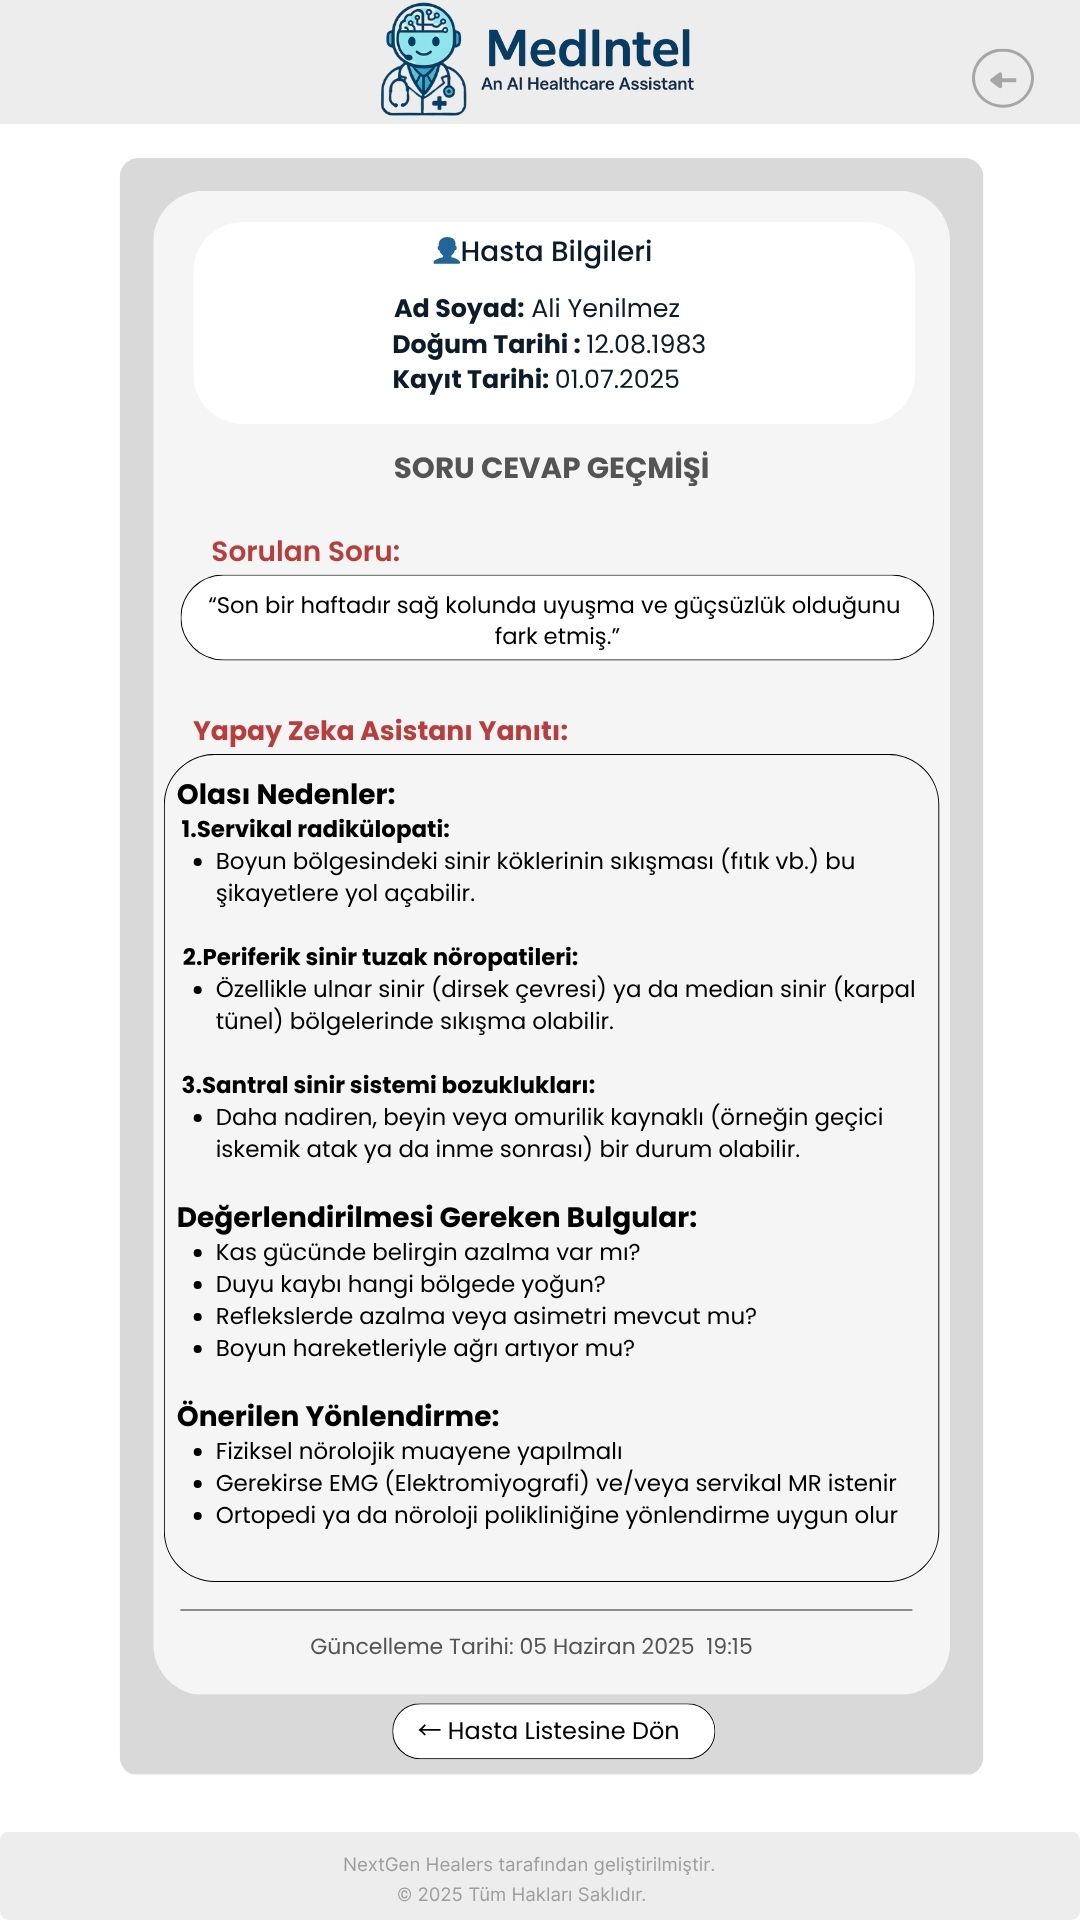 MedIntel
An AI Healthcare Assistant
Hasta Bilgileri
Ad Soyad: Ali Yenilmez
Doğum Tarihi : 12.08.1983
Kayıt Tarihi: 01.07.2025
SORU CEVAP GEÇMİŞİ
Sorulan Soru:
“Son bir haftadır sağ kolunda uyuşma ve güçsüzlük olduğunu
fark etmiş.”
Yapay Zeka Asistanı Yanıtı:
Olası Nedenler:
1.Servikal radikülopati:
• Boyun bölgesindeki sinir köklerinin sıkışması (fıtık vb.) bu
şikayetlere yol açabilir.
2.Periferik sinir tuzak nöropatileri:
• Özellikle ulnar sinir (dirsek çevresi) ya da median sinir (karpal
tünel) bölgelerinde sıkışma olabilir.
3.Santral sinir sistemi bozuklukları:
• Daha nadiren, beyin veya omurilik kaynaklı (örneğin geçici
iskemik atak ya da inme sonrası) bir durum olabilir.
Değerlendirilmesi Gereken Bulgular:
• Kas gücünde belirgin azalma var mı?
• Duyu kaybı hangi bölgede yoğun?
• Reflekslerde azalma veya asimetri mevcut mu?
• Boyun hareketleriyle ağrı artıyor mu?
Önerilen Yönlendirme:
• Fiziksel nörolojik muayene yapılmalı
• Gerekirse EMG (Elektromiyografi) ve/veya servikal MR istenir
• Ortopedi ya da nöroloji polikliniğine yönlendirme uygun olur
Güncelleme Tarihi: 05 Haziran 2025 19:15
← Hasta Listesine Dön
NextGen Healers tarafından geliştirilmiştir.
© 2025 Tüm Hakları Saklıdır.